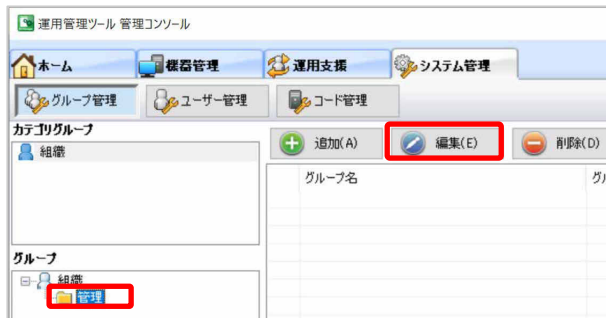 運用管理ツール 管理コンソール
ホーム
機器管理
運用支援
システム管理
グループ管理
ユーザー管理
コード管理
カテゴリグループ
組織
追加(A)
編集(E)
削除(D)
グループ名
グル
グループ
組織
管理